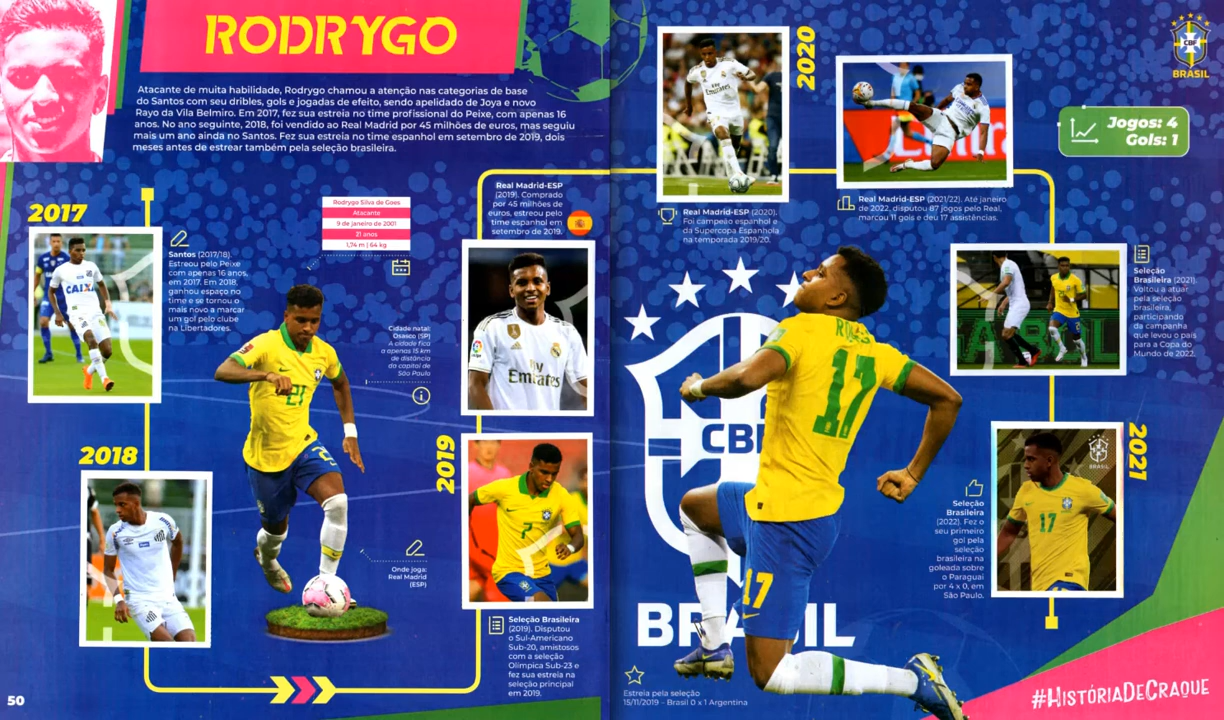 RODRYGO
Atacante de muita habilidade, Rodrygo chamou a atenção nas categorias de base
do Santos com seu dribles, gols e jogadas de efeito, sendo apelidado de Joya e novo
Rayo da Vila Belmiro. Em 2017, fez sua estreia no time profissional do Peixe, com apenas 16
anos. No ano seguinte, 2018, foi vendido ao Real Madrid por 45 milhões de euros, mas seguiu
mais um ano ainda no Santos. Fez sua estreia no time espanhol em setembro de 2019, dois
meses antes de estrear também pela seleção brasileira.
2017
CAIXA
Santos (2017/18).
Estreou pelo Peixe
com apenas 16 anos,
em 2017. Em 2018,
ganhou espaço no
time e se tornou o
mais novo a marcar
um gol pelo clube
na Libertadores.
Rodrygo Silva de Goes
Atacante
9 de janeiro de 2001
21 anos
1,74 m | 64 kg
Cidade natal:
Osasco (SP)
A cidade fica
a apenas 15 km
de distância
da capital de
São Paulo
21
2018
Onde joga:
Real Madrid
(ESP)
Real Madrid-ESP
(2019). Comprado
por 45 milhões de
euros, estreou pelo
time espanhol em
setembro de 2019.
Fly
Emirates
2019
7
Seleção Brasileira
(2019). Disputou
o Sul-Americano
Sub-20, amistosos
com a seleção
Olímpica Sub-23 e
fez sua estreia na
seleção principal
em 2019.
50
2020
Fly
Emirates
Real Madrid-ESP (2020).
Foi campeão espanhol e
da Supercopa Espanhola
na temporada 2019/20.
Real Madrid-ESP (2021/22). Até janeiro
de 2022, disputou 67 jogos pelo Real,
marcou 11 gols e deu 17 assistências.
CBF
BRASIL
Jogos: 4
Gols: 1
Seleção
Brasileira (2021).
Voltou a atuar
pela seleção
brasileira,
participando
da campanha
que levou o país
para a Copa do
Mundo de 2022.
2021
BRASIL
17
Seleção
Brasileira
(2022). Fez o
seu primeiro
gol pela
seleção
brasileira na
goleada sobre
o Paraguai
por 4 x 0, em
São Paulo.
17
CBF
17
BRASIL
Estreia pela seleção
15/11/2019 – Brasil 0 x 1 Argentina
#HISTÓRIADECRAQUE